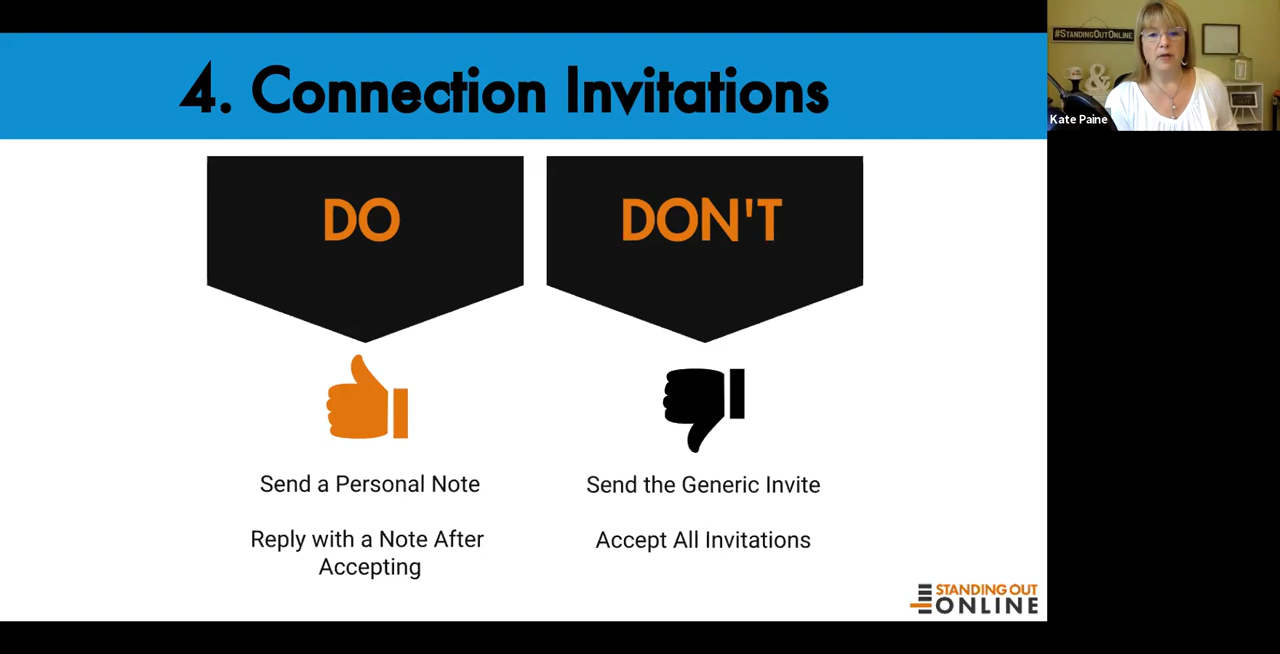 4. Connection Invitations
#STANDINGOUTONLINE
Kate Paine
DO
DON'T
Send a Personal Note
Send the Generic Invite
Reply with a Note After
Accepting
Accept All Invitations
STANDING OUT
ONLINE